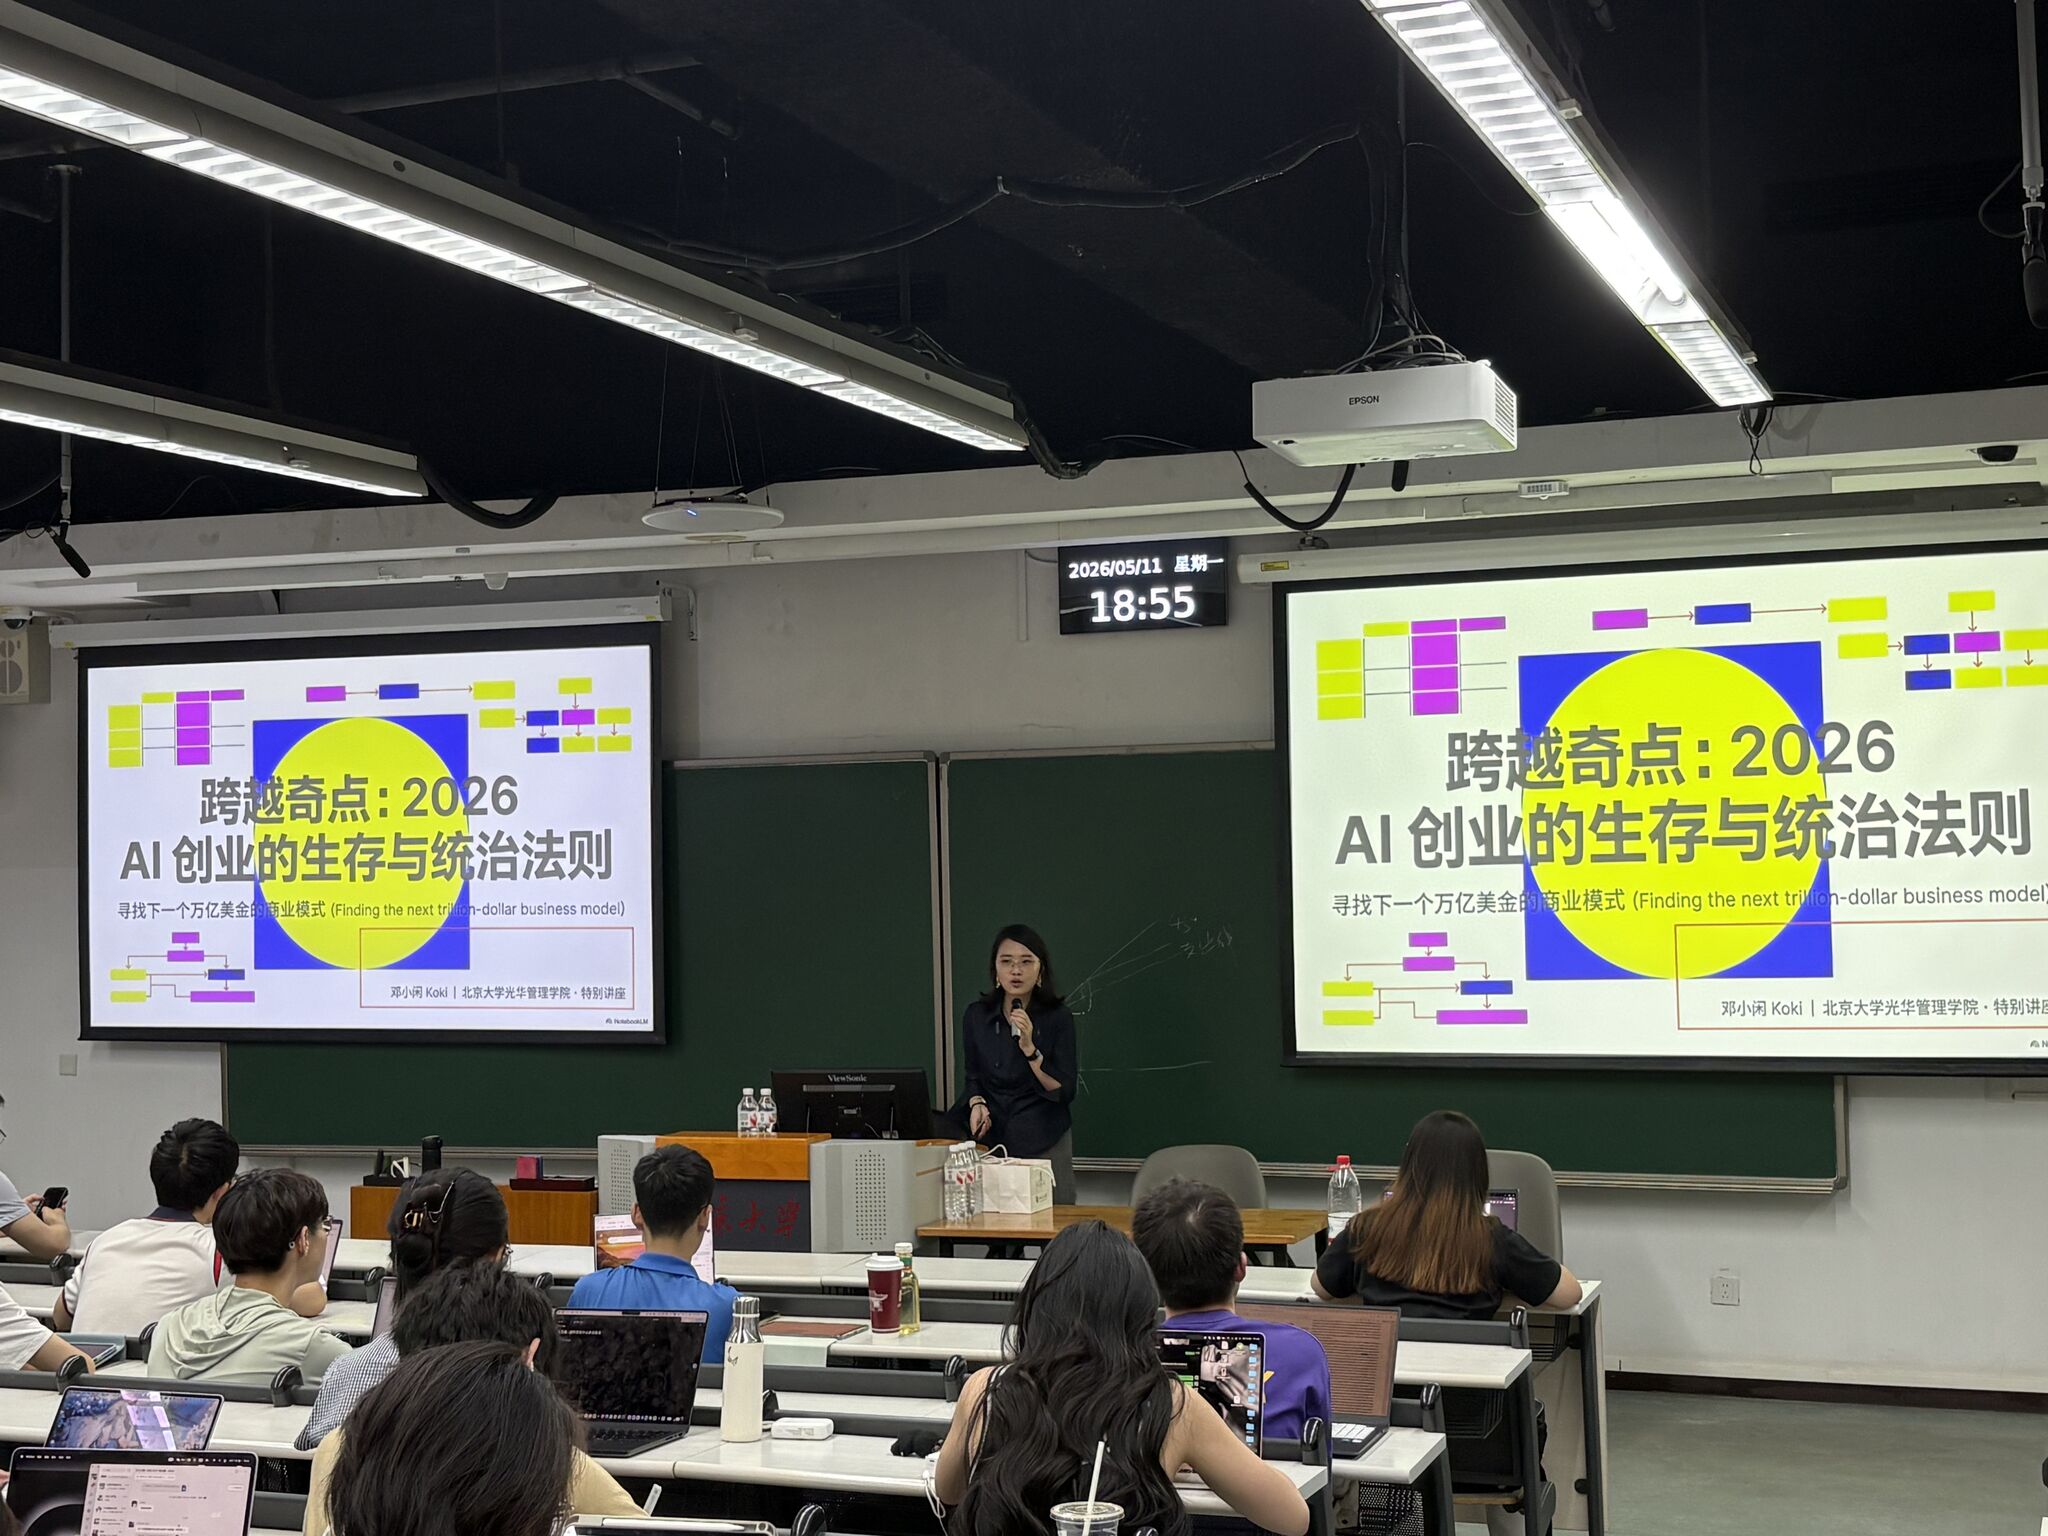 EPSON
2026/05/11 星期一
18:55
跨越奇点：2026
AI 创业的生存与统治法则
寻找下一个万亿美金的商业模式 (Finding the next trillion-dollar business model)
邓小闲 Koki | 北京大学光华管理学院·特别讲座
NotebookLM
跨越奇点：2026
AI 创业的生存与统治法则
寻找下一个万亿美金的商业模式 (Finding the next trillion-dollar business model)
邓小闲 Koki | 北京大学光华管理学院·特别讲座
ViewSonic
京大学